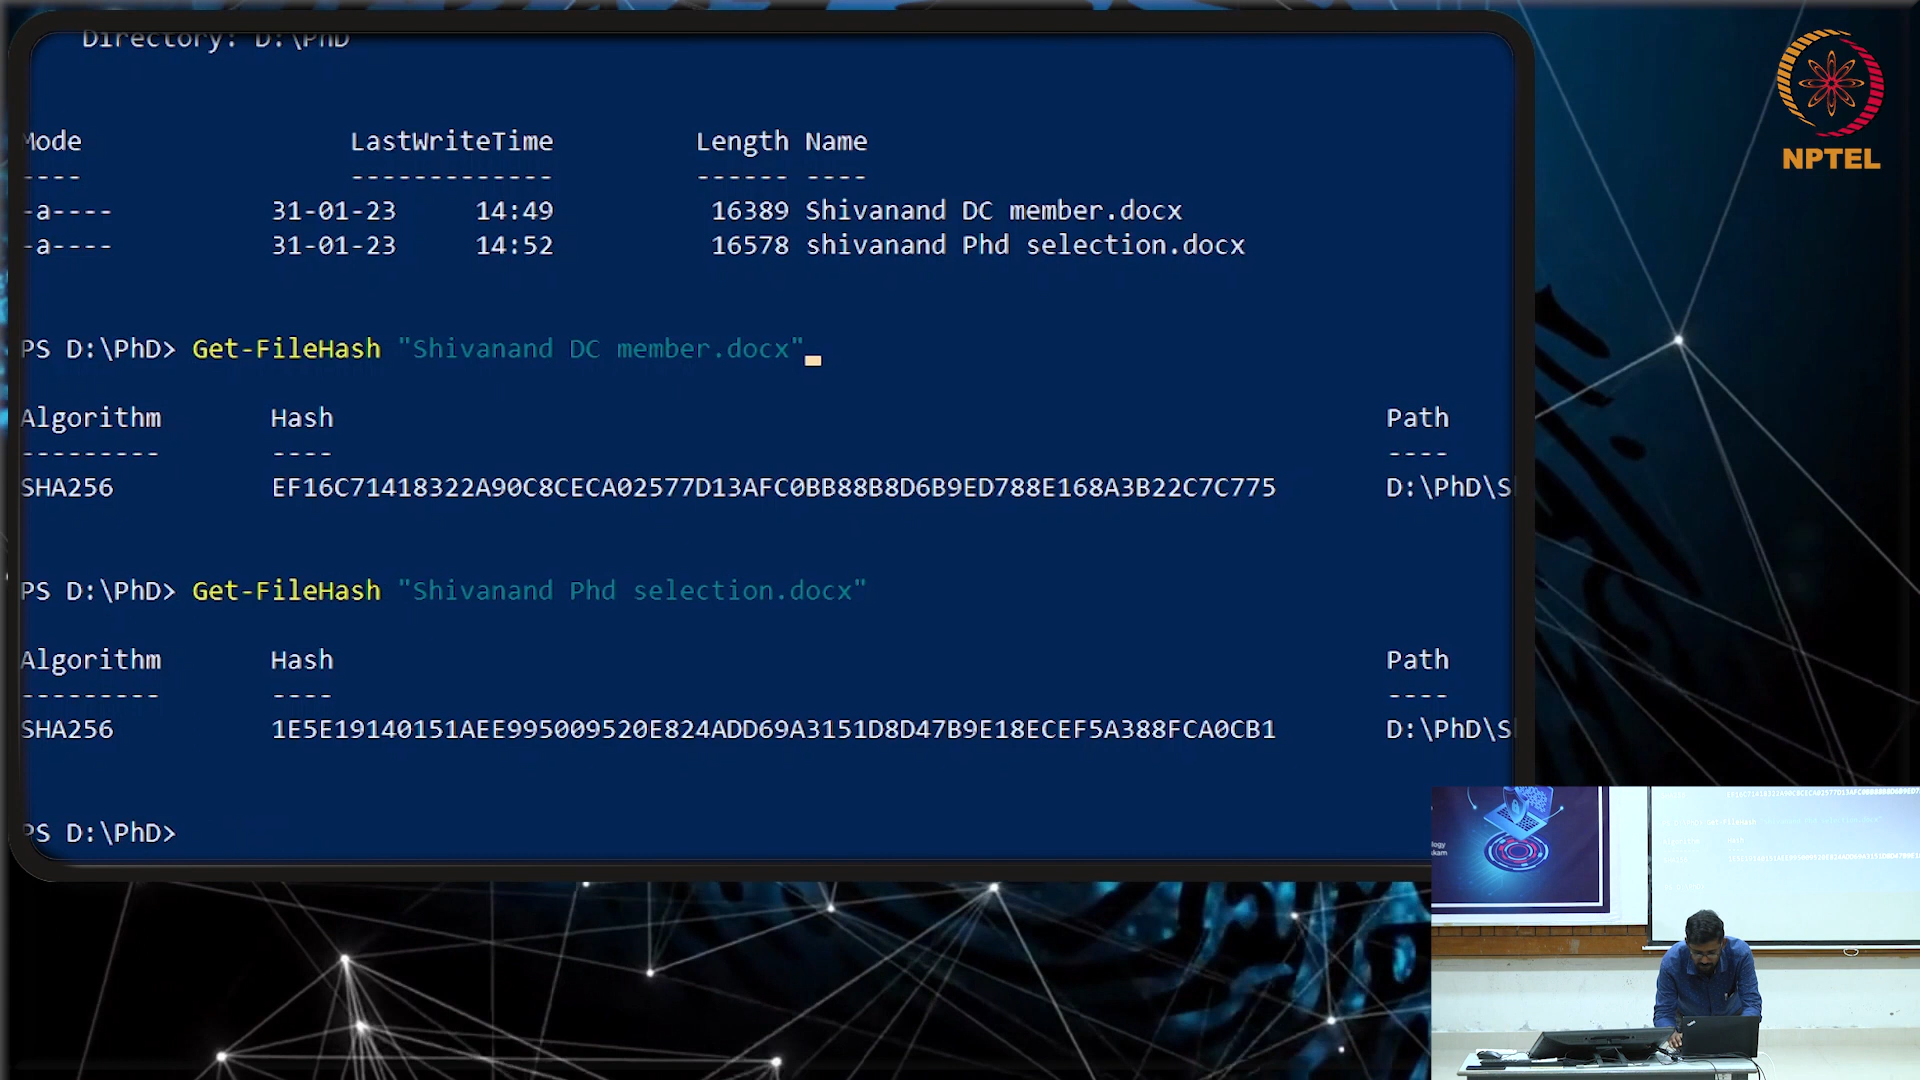 Directory: D:\PhD
Mode LastWriteTime Length Name
---- ------------- ------ ----
-a---- 31-01-23 14:49 16389 Shivanand DC member.docx
-a---- 31-01-23 14:52 16578 shivanand Phd selection.docx
PS D:\PhD> Get-FileHash "Shivanand DC member.docx"
Algorithm Hash Path
--------- ---- ----
SHA256 EF16C71418322A90C8CECA02577D13AFC0BB88B8D6B9ED788E168A3B22C7C775 D:\PhD\S
PS D:\PhD> Get-FileHash "Shivanand Phd selection.docx"
Algorithm Hash Path
--------- ---- ----
SHA256 1E5E19140151AEE995009520E824ADD69A3151D8D47B9E18ECEF5A388FCA0CB1 D:\PhD\S
PS D:\PhD>
NPTEL